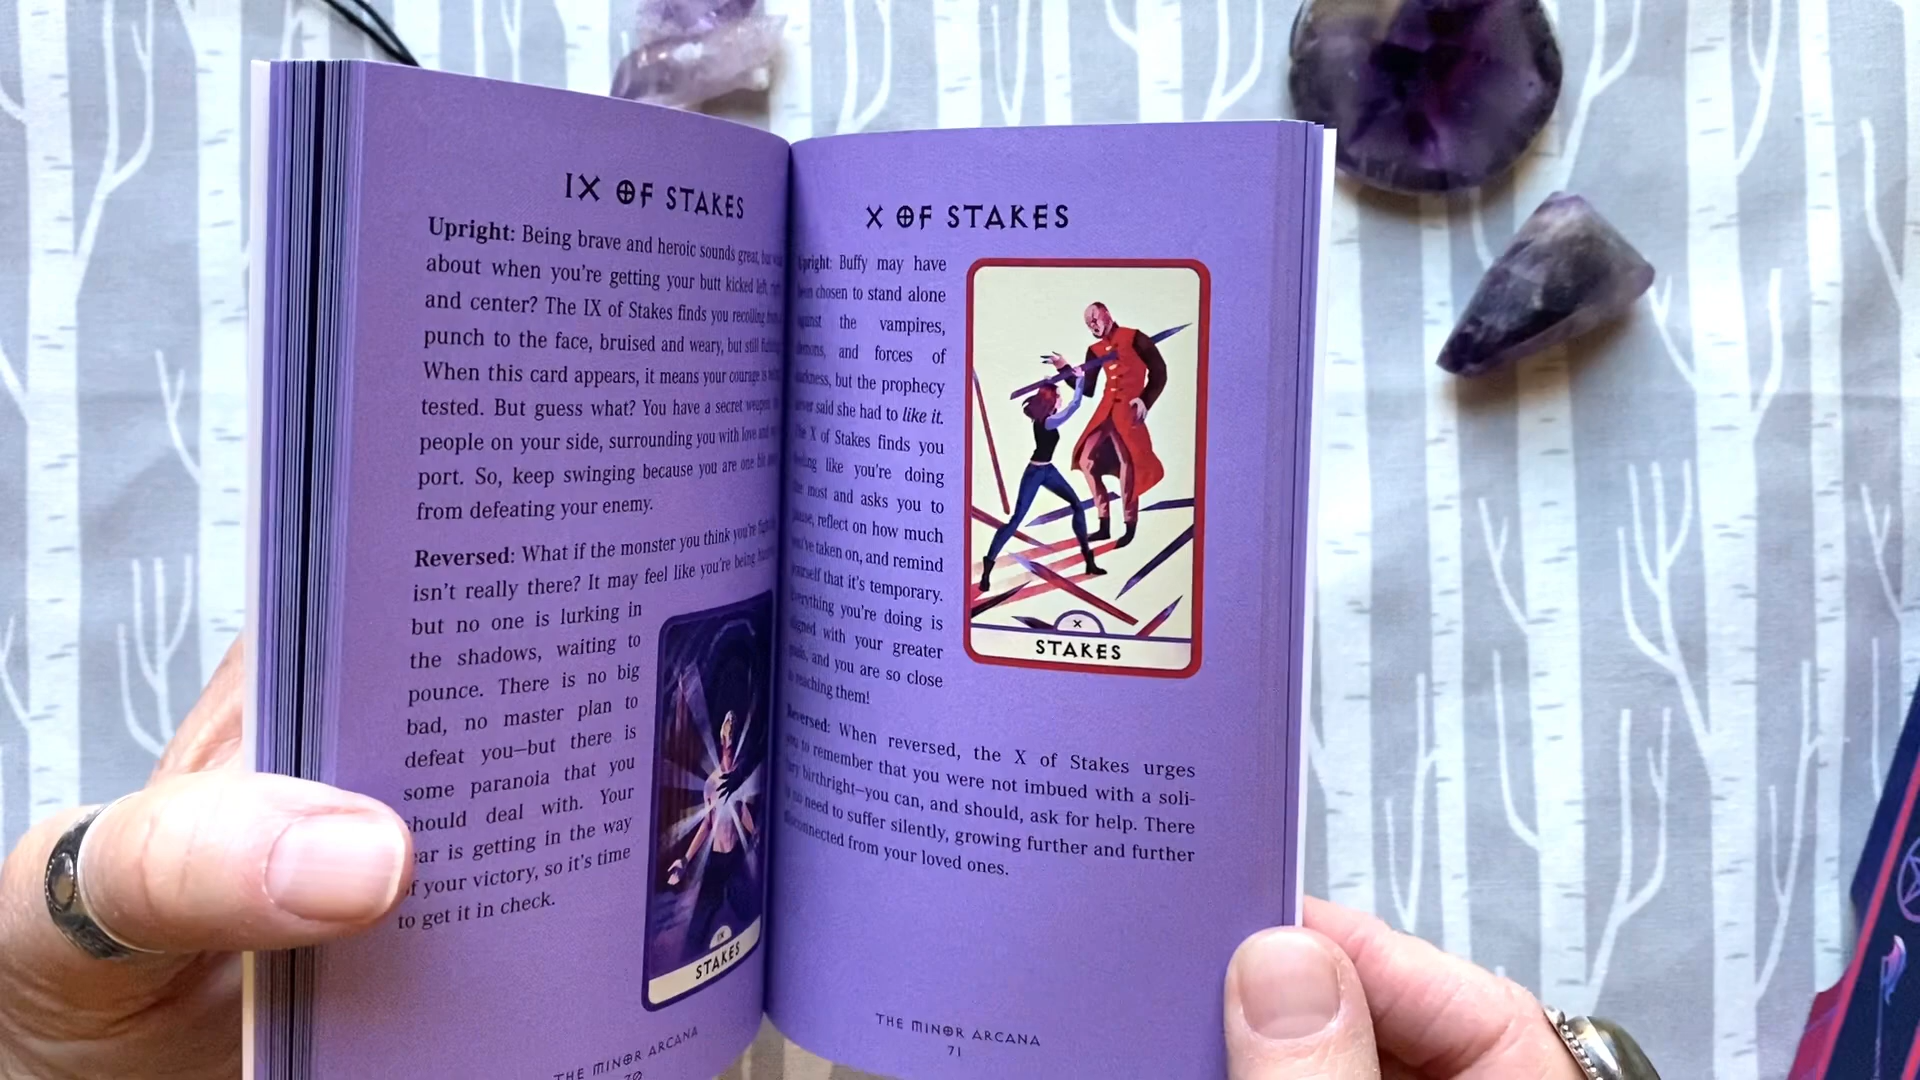 IX OF STAKES
Upright: Being brave and heroic sounds great, but
about when you're getting your butt kicked left,
and center? The IX of Stakes finds you recoiling
punch to the face, bruised and weary, but still
When this card appears, it means your courage is
tested. But guess what? You have a secret weapon
people on your side, surrounding you with love and
port. So, keep swinging because you are one hit
from defeating your enemy.
Reversed: What if the monster you think you're
isn't really there? It may feel like you're being
but no one is lurking in
the shadows, waiting to
pounce. There is no big
bad, no master plan to
defeat you—but there is
some paranoia that you
should deal with. Your
is getting in the way
of your victory, so it's time
to get it in check.
IX
STAKES
THE MINOR ARCANA
70
X OF STAKES
Upright: Buffy may have
been chosen to stand alone
against the vampires,
demons, and forces of
darkness, but the prophecy
never said she had to like it.
The X of Stakes finds you
feeling like you're doing
the most and asks you to
pause, reflect on how much
you've taken on, and remind
yourself that it's temporary.
Everything you're doing is
aligned with your greater
goals, and you are so close
to reaching them!
X
STAKES
Reversed: When reversed, the X of Stakes urges
you to remember that you were not imbued with a soli-
tary birthright—you can, and should, ask for help. There
is no need to suffer silently, growing further and further
disconnected from your loved ones.
THE MINOR ARCANA
71